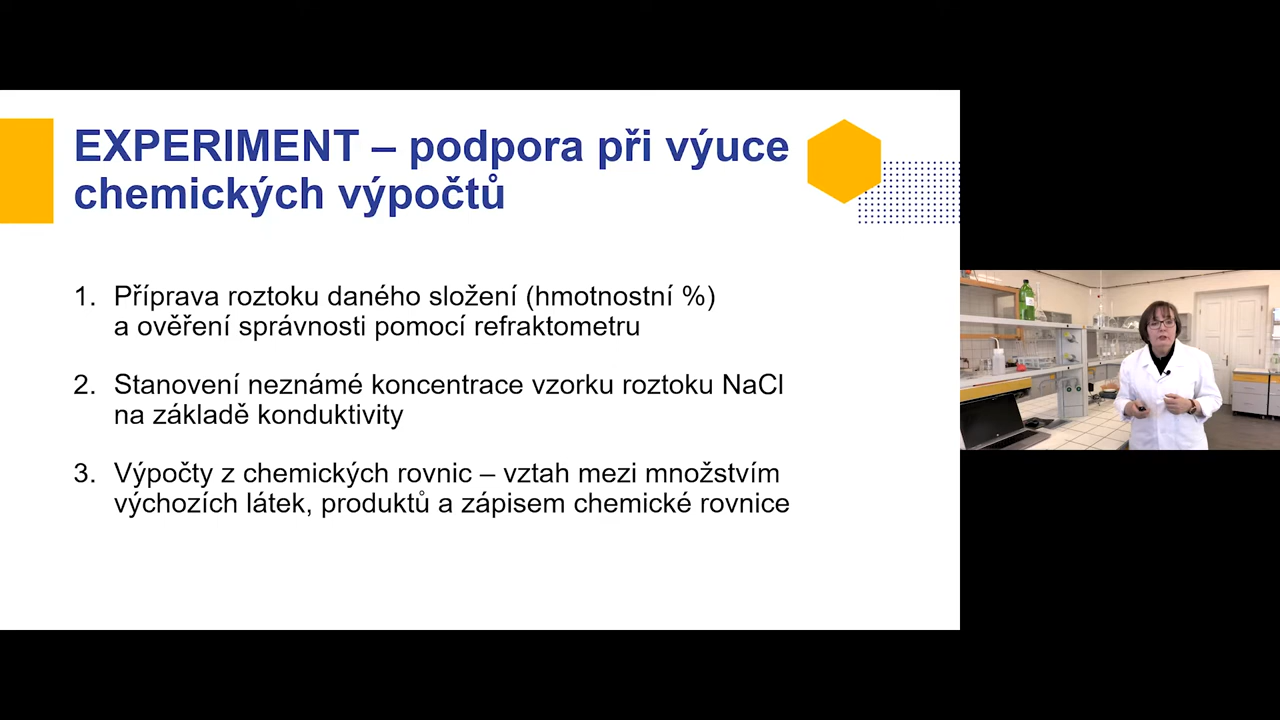 EXPERIMENT – podpora při výuce
chemických výpočtů
1. Příprava roztoku daného složení (hmotnostní %)
a ověření správnosti pomocí refraktometru
2. Stanovení neznámé koncentrace vzorku roztoku NaCl
na základě konduktivity
3. Výpočty z chemických rovnic – vztah mezi množstvím
výchozích látek, produktů a zápisem chemické rovnice